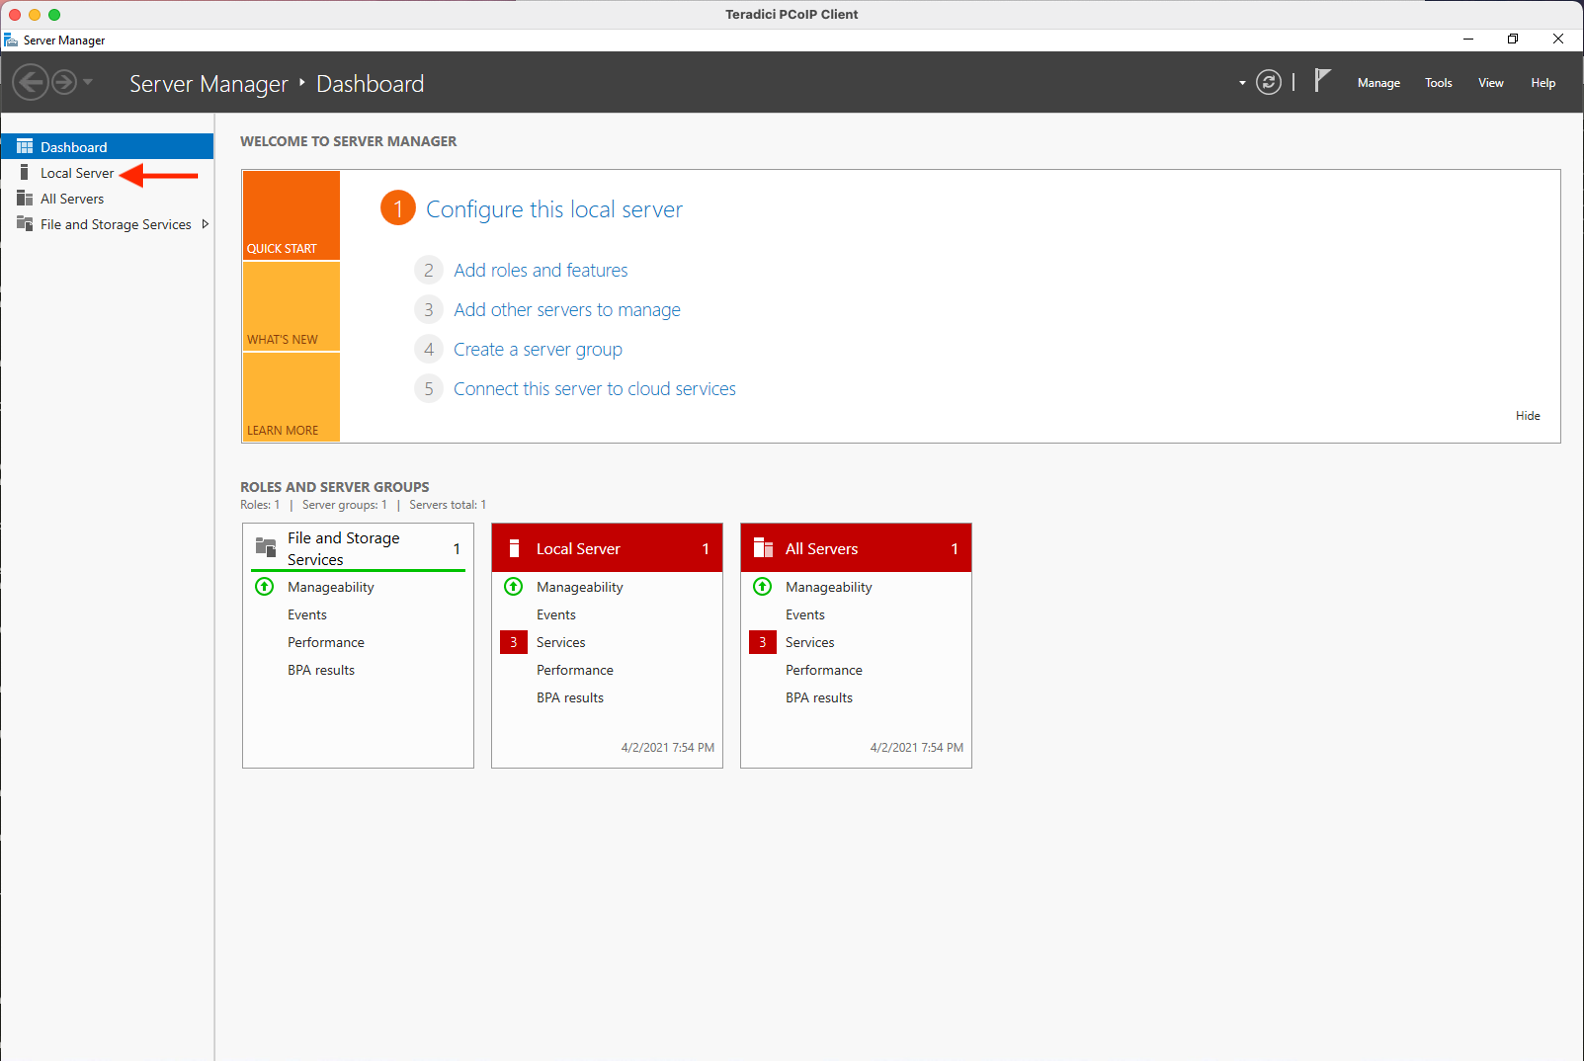 Teradici PCoIP Client
Server Manager
Server Manager ‣ Dashboard
Manage Tools View Help
Dashboard
Local Server
All Servers
File and Storage Services
WELCOME TO SERVER MANAGER
QUICK START
WHAT'S NEW
LEARN MORE
1 Configure this local server
2 Add roles and features
3 Add other servers to manage
4 Create a server group
5 Connect this server to cloud services
Hide
ROLES AND SERVER GROUPS
Roles: 1 | Server groups: 1 | Servers total: 1
File and Storage Services 1
Manageability
Events
Performance
BPA results
Local Server 1
Manageability
Events
3 Services
Performance
BPA results
4/2/2021 7:54 PM
All Servers 1
Manageability
Events
3 Services
Performance
BPA results
4/2/2021 7:54 PM